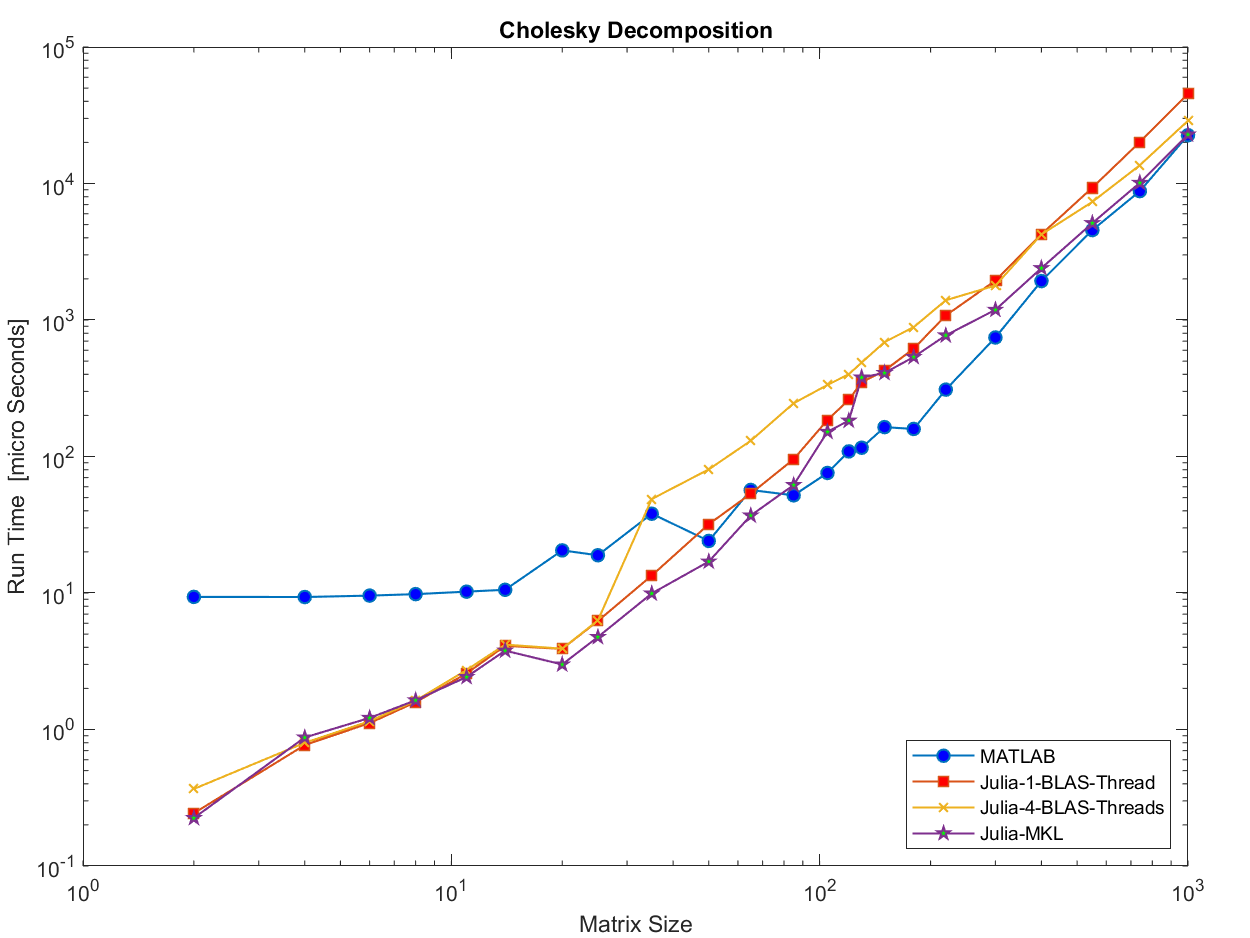 Cholesky Decomposition
10^5
10^4
10^3
10^2
10^1
10^0
10^-1
Run Time [micro Seconds]
10^0 10^1 10^2 10^3
Matrix Size
MATLAB
Julia-1-BLAS-Thread
Julia-4-BLAS-Threads
Julia-MKL